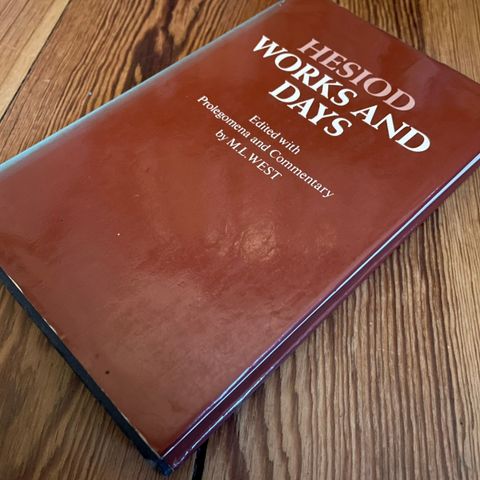 HESIOD
WORKS AND
DAYS
Edited with
Prolegomena and Commentary
by M.L. WEST